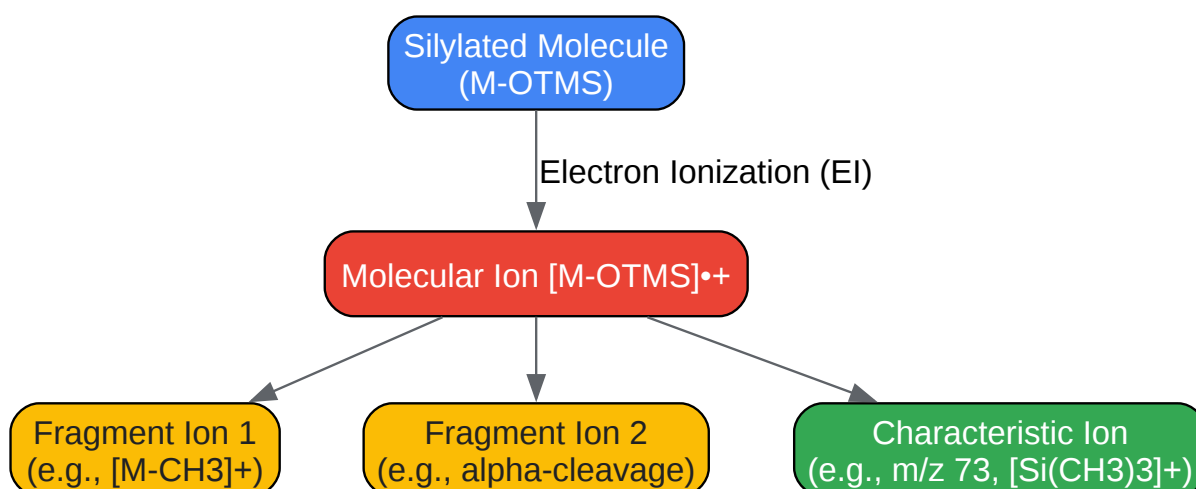 Silylated Molecule
(M-OTMS)
Electron Ionization (EI)
Molecular Ion [M-OTMS]•+
Fragment Ion 1
(e.g., [M-CH3]+)
Fragment Ion 2
(e.g., alpha-cleavage)
Characteristic Ion
(e.g., m/z 73, [Si(CH3)3]+)